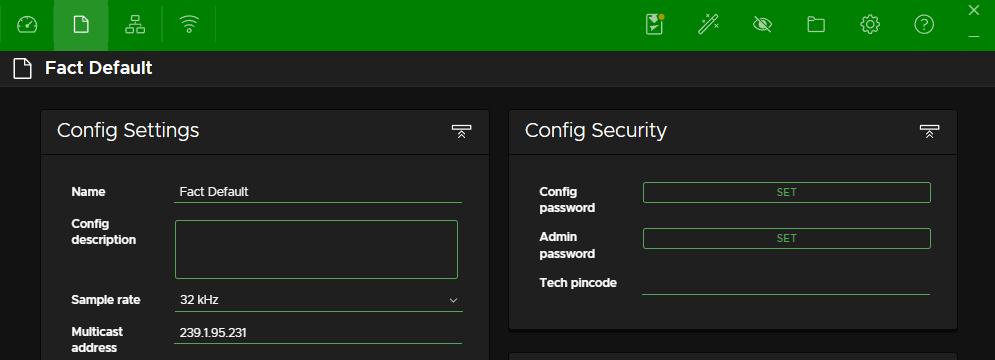 Fact Default
Config Settings
Name
Fact Default
Config
description
Sample rate
32 kHz
Multicast
address
239.1.95.231
Config Security
Config
password
SET
Admin
password
SET
Tech pincode